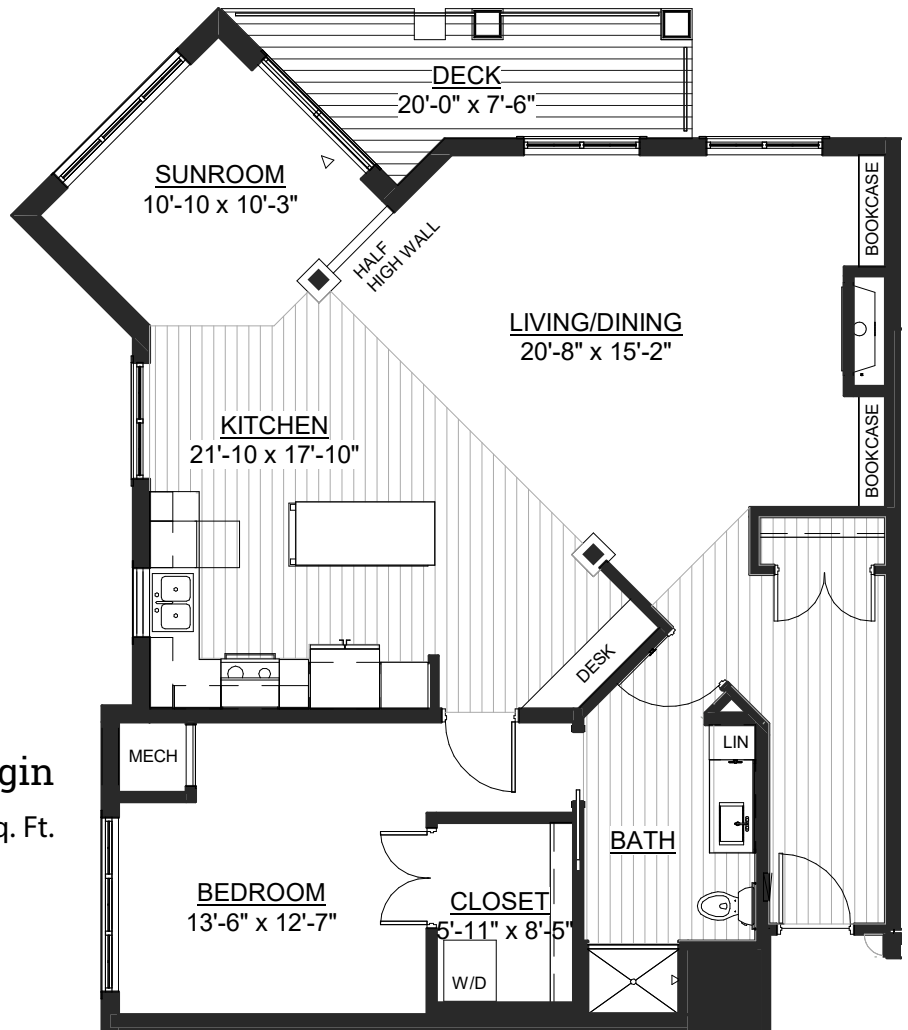 DECK
20'-0" x 7'-6"
SUNROOM
10'-10 x 10'-3"
HALF
HIGH WALL
BOOKCASE
LIVING/DINING
20'-8" x 15'-2"
KITCHEN
21'-10 x 17'-10"
BOOKCASE
DESK
MECH
LIN
gin
q. Ft.
BATH
BEDROOM
13'-6" x 12'-7"
CLOSET
5'-11" x 8'-5"
W/D